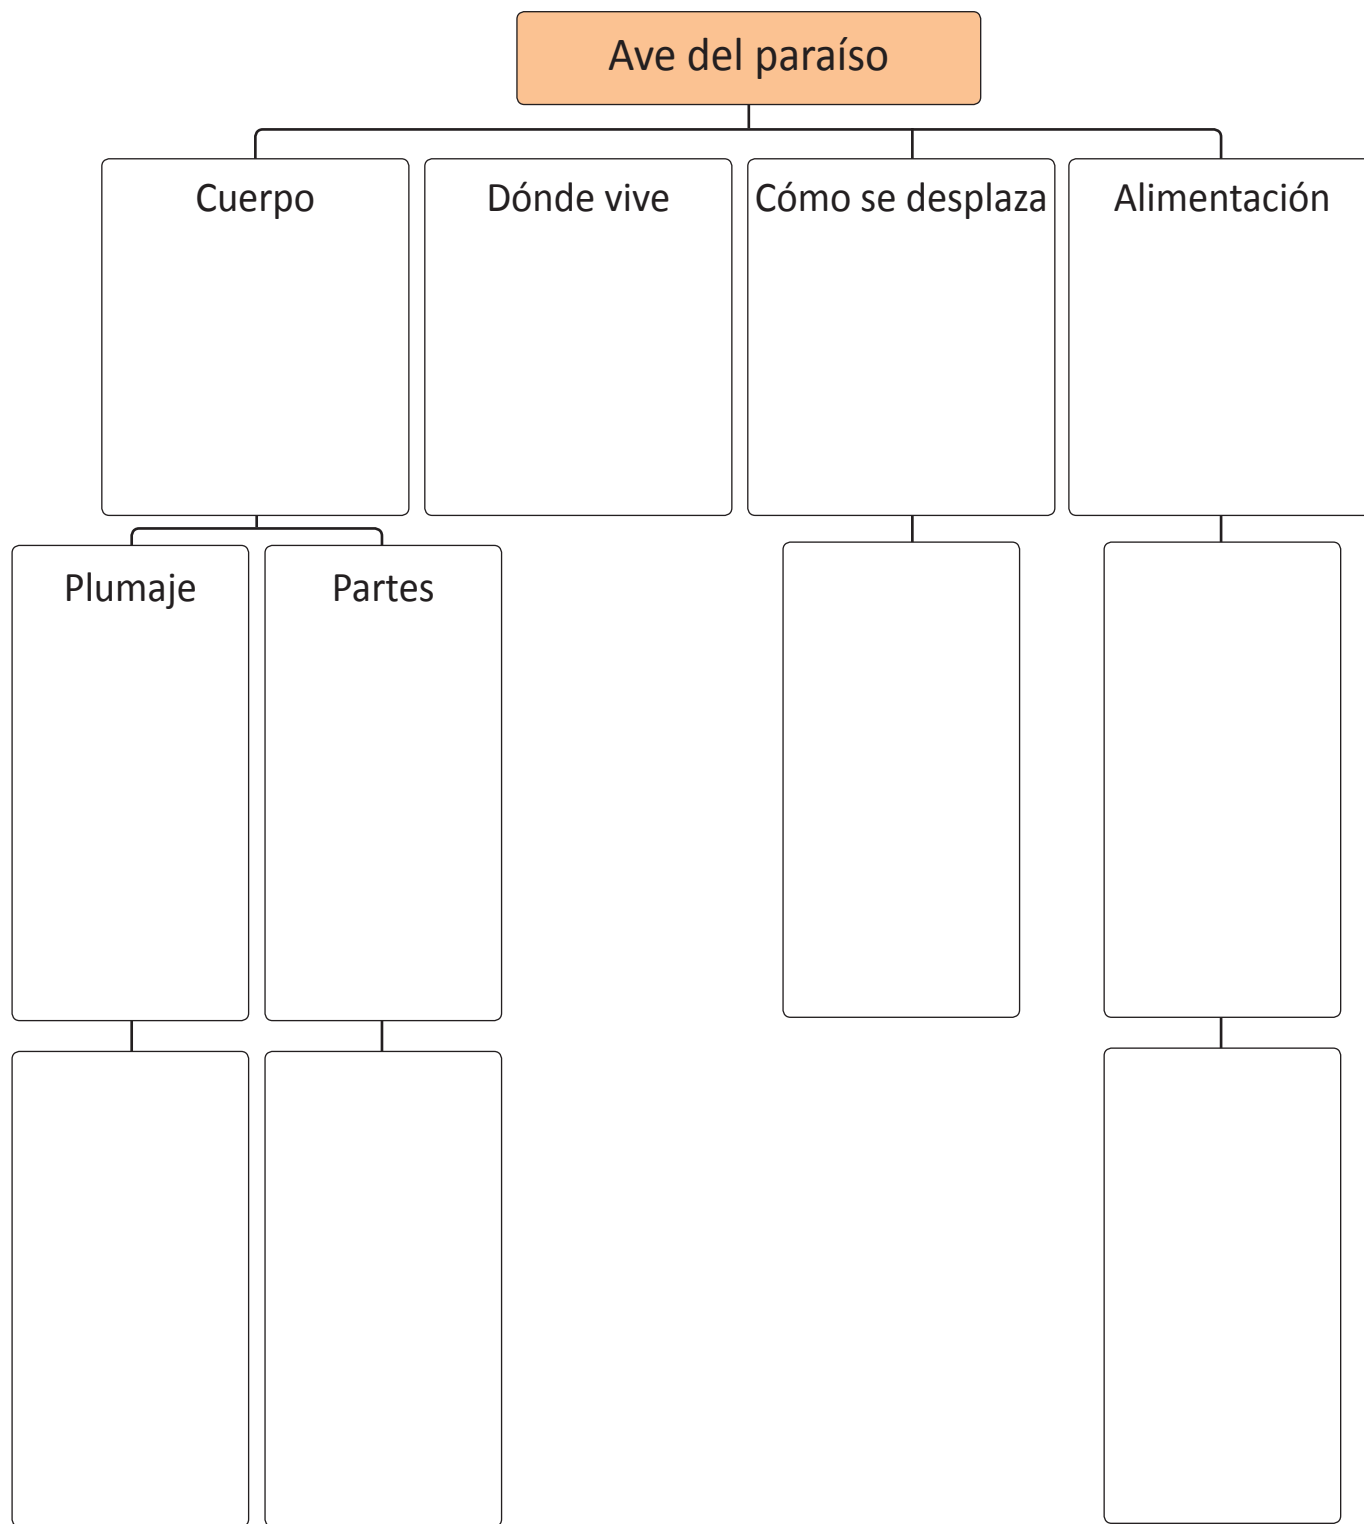 Ave del paraíso
Cuerpo
Dónde vive
Cómo se desplaza
Alimentación
Plumaje
Partes